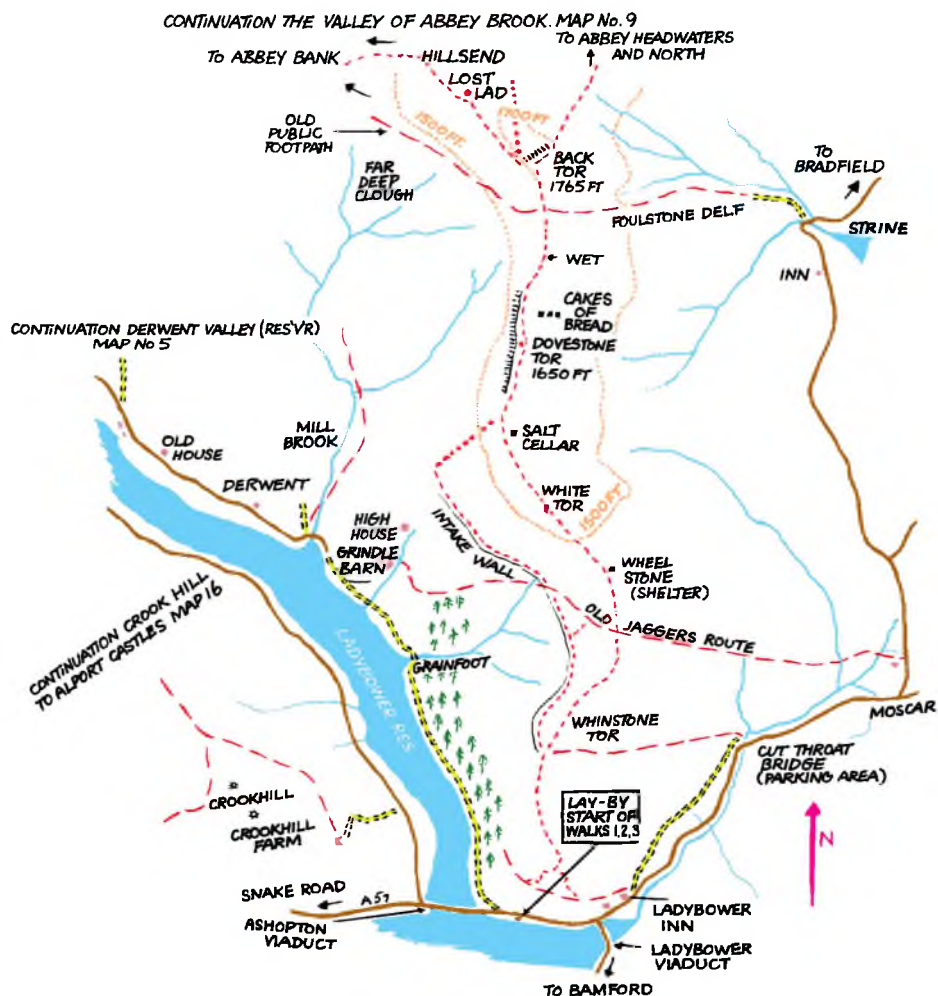 CONTINUATION THE VALLEY OF ABBEY BROOK. MAP No. 9
TO ABBEY BANK
HILLSEND
TO ABBEY HEADWATERS
AND NORTH
LOST
LAD
1500 FT.
1700 FT
OLD
PUBLIC
FOOTPATH
BACK
TOR
1765 FT
TO
BRADFIELD
FAR
DEEP
CLOUGH
FOULSTONE DELF
STRINE
WET
INN
CAKES
OF
BREAD
CONTINUATION DERWENT VALLEY (RES'VR)
MAP No 5
DOVESTONE
TOR
1650 FT
MILL
BROOK
SALT
CELLAR
OLD
HOUSE
DERWENT
WHITE
TOR
1500 FT
HIGH
HOUSE
GRINDLE
BARN
INTAKE WALL
WHEEL
STONE
(SHELTER)
OLD JAGGERS ROUTE
CONTINUATION CROOK HILL
TO ALPORT CASTLES MAP 16
LADYBOWER RES
GRAINFOOT
MOSCAR
WHINSTONE
TOR
CUT THROAT
BRIDGE
(PARKING AREA)
CROOKHILL
CROOKHILL
FARM
LAY-BY
START OF
WALKS 1,2,3
N
SNAKE ROAD
A57
ASHOPTON
VIADUCT
LADYBOWER
INN
LADYBOWER
VIADUCT
TO BAMFORD